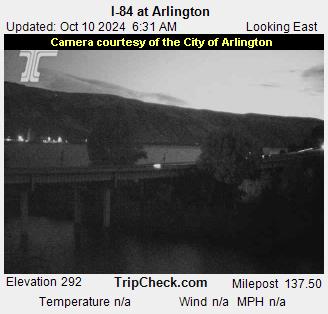 I-84 at Arlington
Updated: Oct 10 2024 6:31 AM Looking East
Camera courtesy of the City of Arlington
Elevation 292 TripCheck.com Milepost 137.50
Temperature n/a Wind n/a MPH n/a